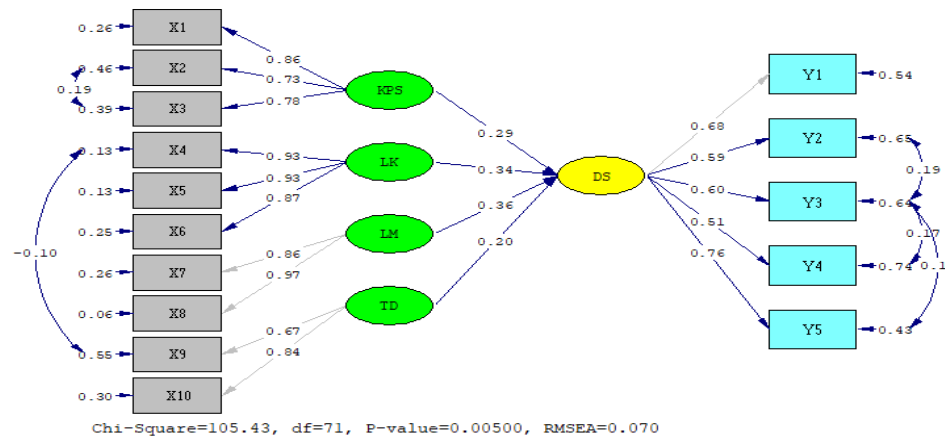 0.26 X1
0.46 X2
0.19
0.39 X3
0.13 X4
0.13 X5
0.25 X6
-0.10
0.26 X7
0.06 X8
0.55 X9
0.30 X10
0.86
0.73
0.78
0.93
0.93
0.87
0.86
0.97
0.67
0.84
KPS
LK
LM
TD
0.29
0.34
0.36
0.20
DS
0.68
0.59
0.60
0.51
0.76
Y1 0.54
Y2 0.65
0.19
Y3 0.64
0.17
Y4 0.74
0.1
Y5 0.43
Chi-Square=105.43, df=71, P-value=0.00500, RMSEA=0.070